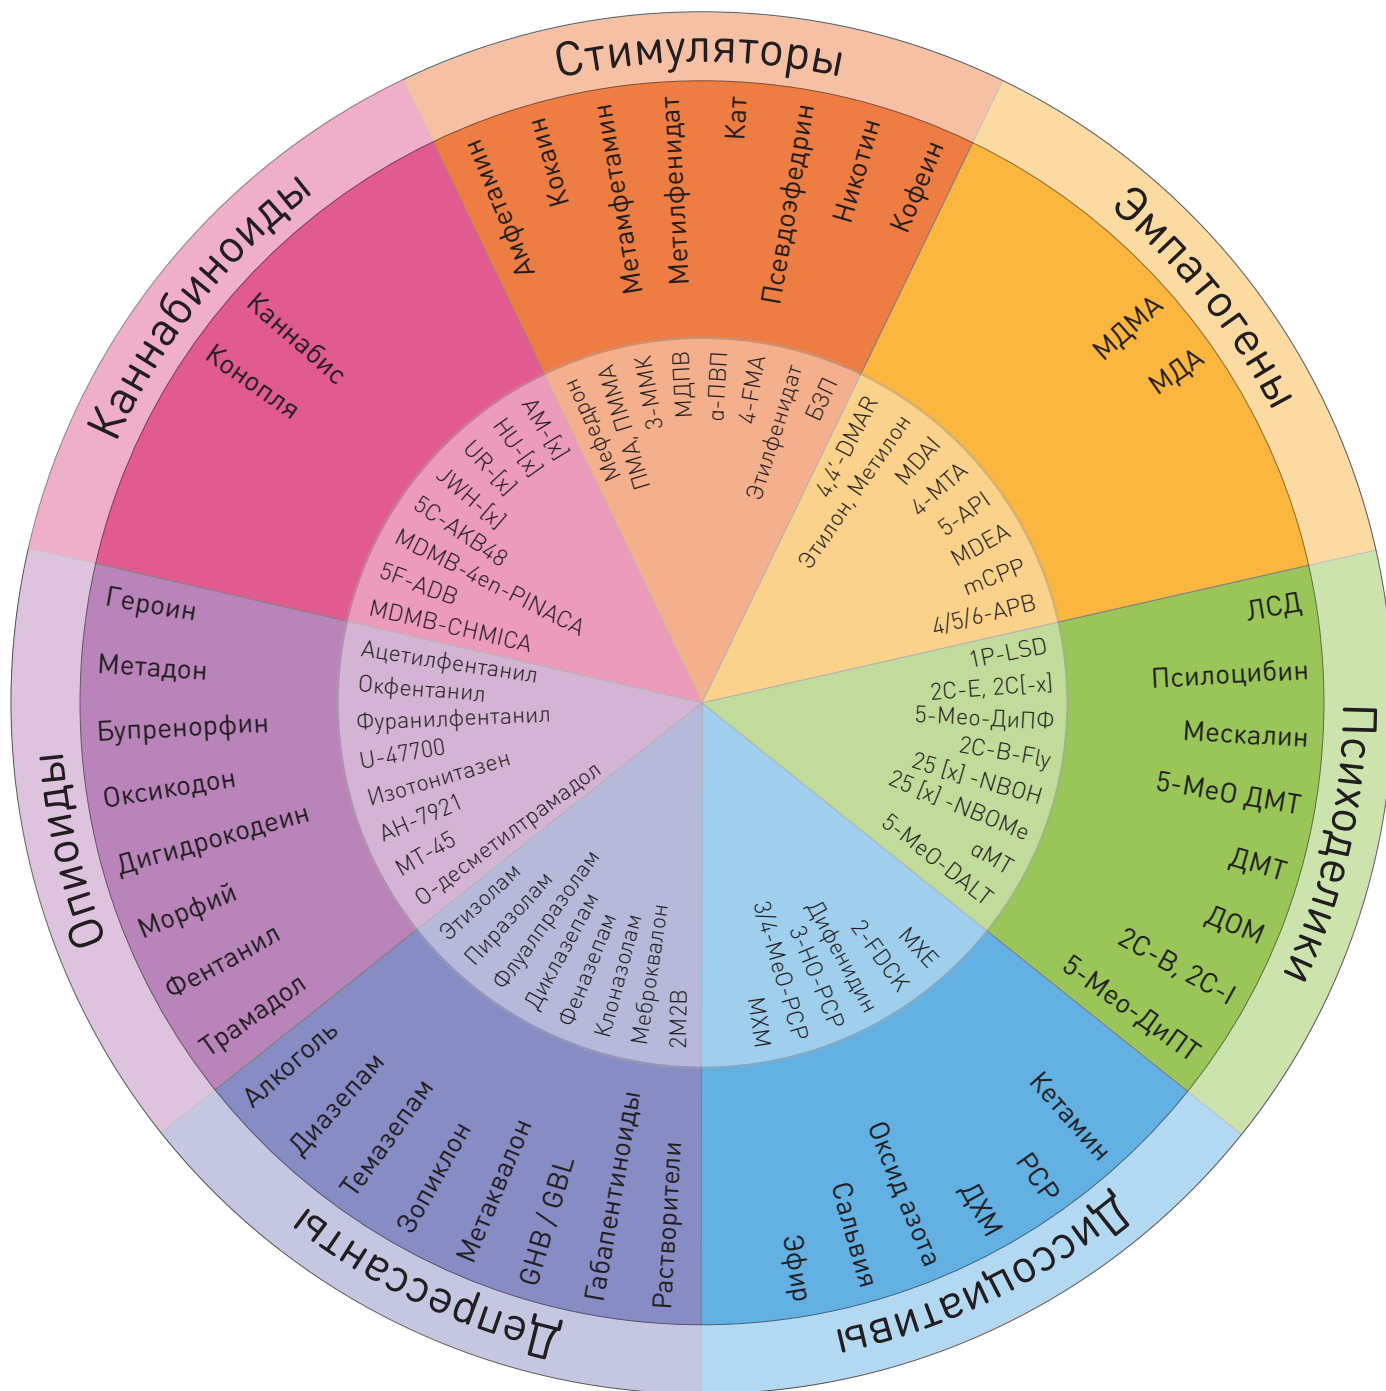 Стимуляторы
Амфетамин
Кокаин
Метамфетамин
Метилфенидат
Кат
Псевдоэфедрин
Никотин
Кофеин
Мефедрон
ПМА, ПММА
3-ММК
МДПВ
α-ПВП
4-FMA
Этилфенидат
БЗП
Эмпатогены
МДМА
МДА
4,4'-DMAR
Этилон, Метилон
MDAI
4-MTA
5-API
MDEA
mCPP
4/5/6-APB
Психоделики
ЛСД
Псилоцибин
Мескалин
5-МеО ДМТ
ДМТ
ДОМ
2C-B, 2C-I
5-Мео-ДиПТ
1P-LSD
2C-E, 2C[-x]
5-Мео-ДиПФ
2C-B-Fly
25 [x] -NBOH
25 [x] -NBOMe
αMT
5-MeO-DALT
Диссоциативы
Кетамин
PCP
ДХМ
Оксид азота
Сальвия
Эфир
MXE
2-FDCK
Дифенидин
3-HO-PCP
3/4-MeO-PCP
MXM
Депрессанты
Алкоголь
Диазепам
Темазепам
Зопиклон
Метаквалон
GHB / GBL
Габапентиноиды
Растворители
Этизолам
Пиразолам
Флуалпразолам
Диклазепам
Феназепам
Клоназолам
Меброквалон
2M2B
Опиоиды
Героин
Метадон
Бупренорфин
Оксикодон
Дигидрокодеин
Морфий
Фентанил
Трамадол
Ацетилфентанил
Окфентанил
Фуранилфентанил
U-47700
Изотонитазен
AH-7921
MT-45
О-десметилтрамадол
Каннабиноиды
Каннабис
Конопля
AM-[x]
HU-[x]
UR-[x]
JWH-[x]
5C-AKB48
MDMB-4en-PINACA
5F-ADB
MDMB-CHMICA